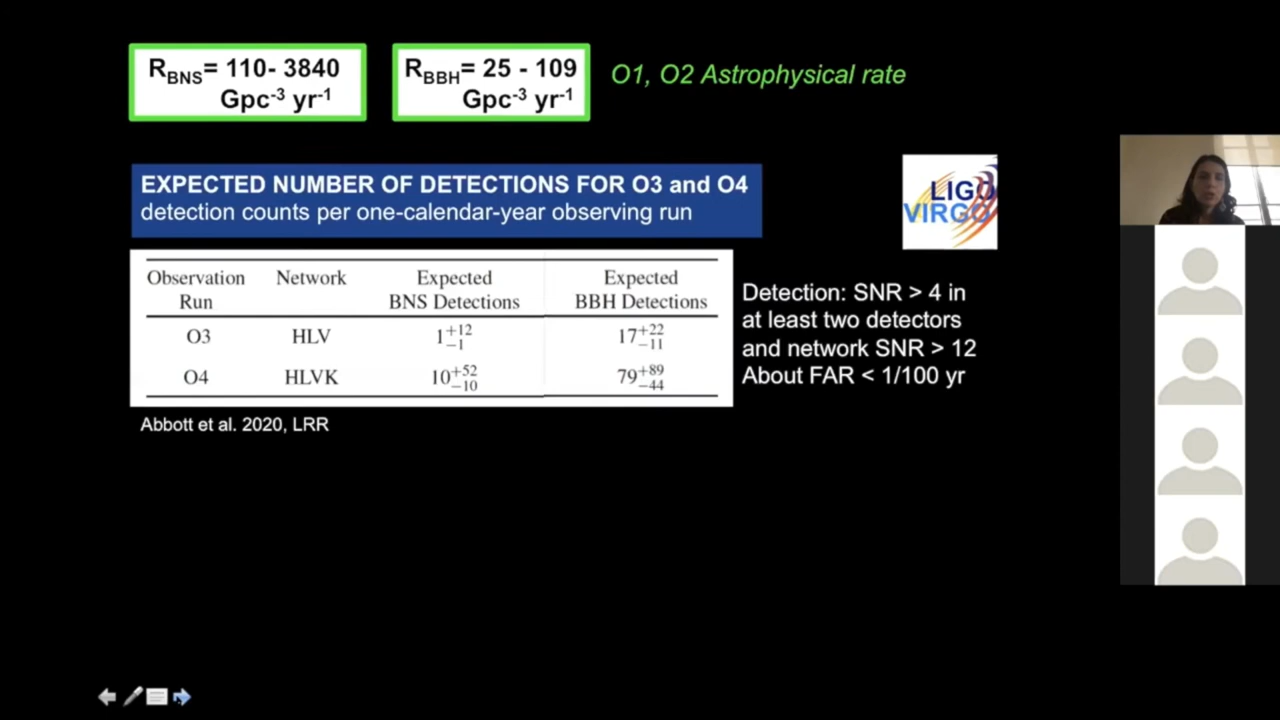 R_BNS= 110- 3840
Gpc⁻³ yr⁻¹
R_BBH= 25 - 109
Gpc⁻³ yr⁻¹
O1, O2 Astrophysical rate
EXPECTED NUMBER OF DETECTIONS FOR O3 and O4
detection counts per one-calendar-year observing run
LIGO
VIRGO
Observation Run Network Expected BNS Detections Expected BBH Detections
O3 HLV 1 +12 −1 17 +22 −11
O4 HLVK 10 +52 −10 79 +89 −44
Detection: SNR > 4 in
at least two detectors
and network SNR > 12
About FAR < 1/100 yr
Abbott et al. 2020, LRR